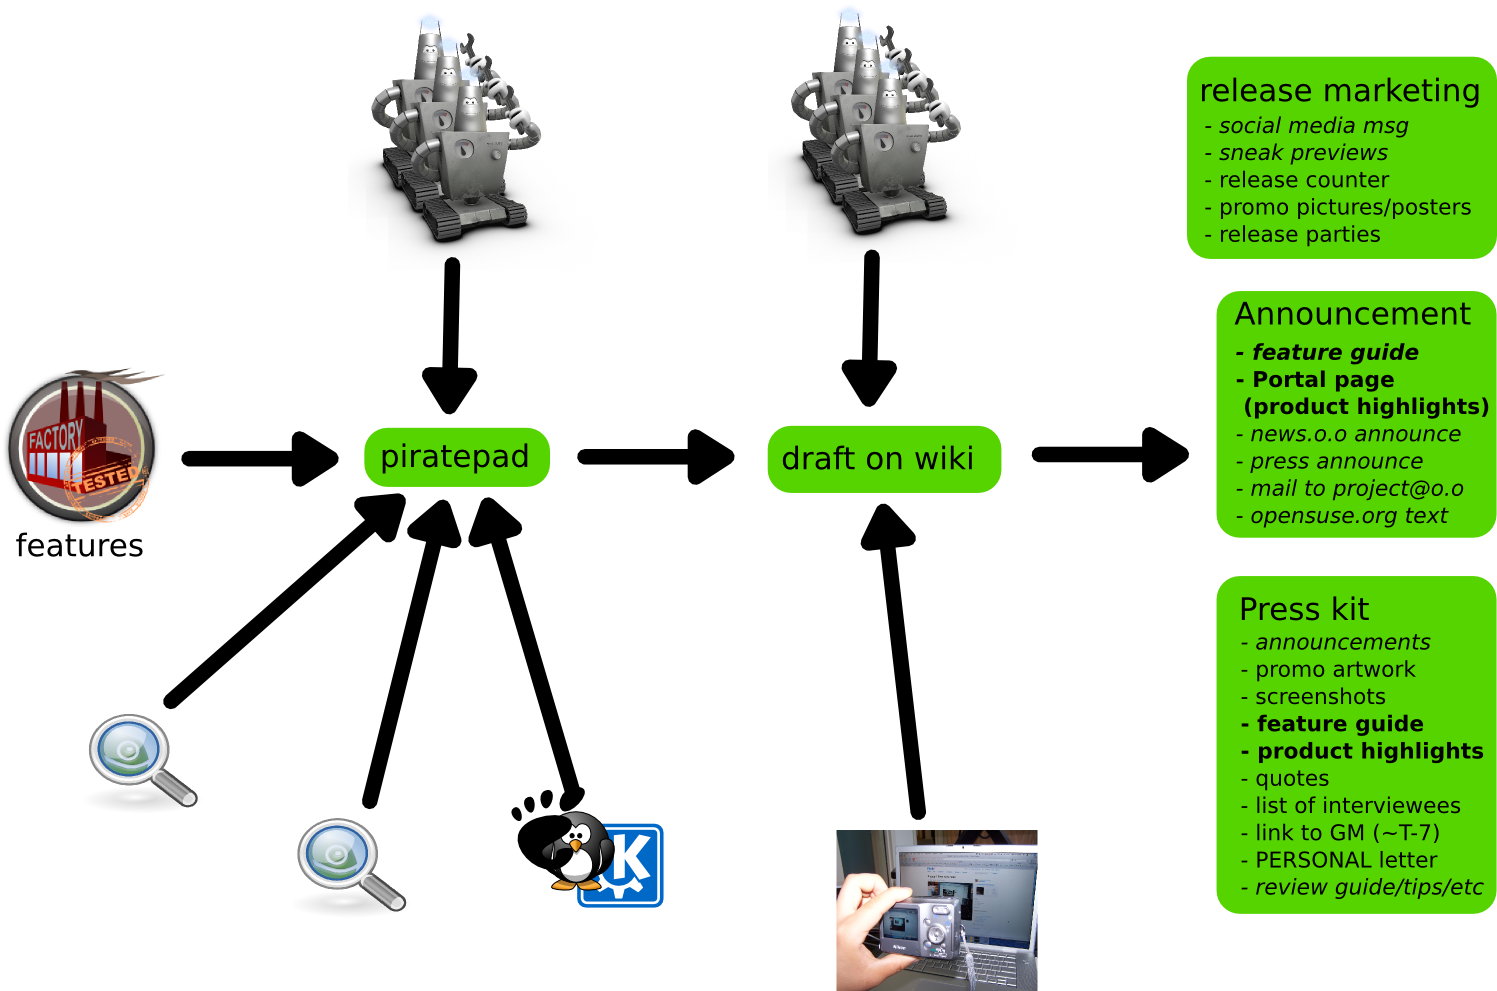 release marketing
- social media msg
- sneak previews
- release counter
- promo pictures/posters
- release parties
Announcement
- feature guide
- Portal page
(product highlights)
- news.o.o announce
- press announce
- mail to project@o.o
- opensuse.org text
FACTORY
TESTED
features
piratepad
draft on wiki
Press kit
- announcements
- promo artwork
- screenshots
- feature guide
- product highlights
- quotes
- list of interviewees
- link to GM (~T-7)
- PERSONAL letter
- review guide/tips/etc
K